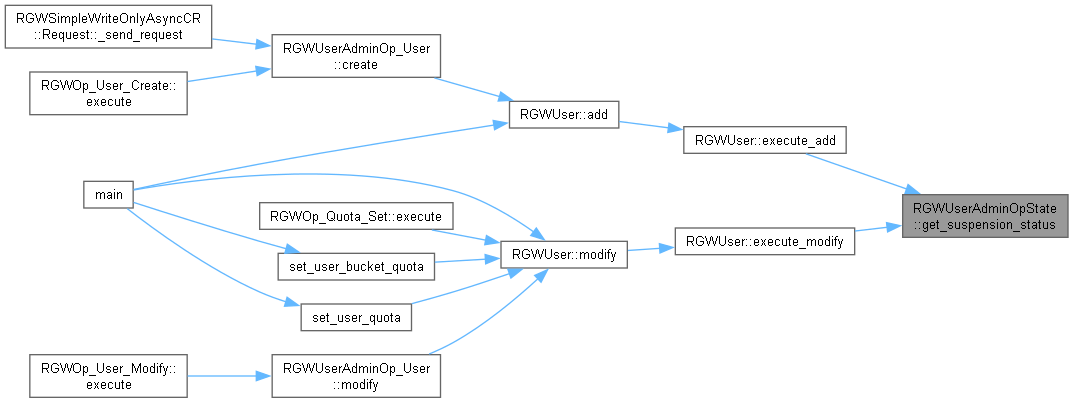 RGWSimpleWriteOnlyAsyncCR
::Request::_send_request
RGWUserAdminOp_User
::create
RGWOp_User_Create::
execute
RGWUser::add
RGWUser::execute_add
main
RGWUserAdminOpState
::get_suspension_status
RGWOp_Quota_Set::execute
RGWUser::execute_modify
RGWUser::modify
set_user_bucket_quota
set_user_quota
RGWOp_User_Modify::
execute
RGWUserAdminOp_User
::modify